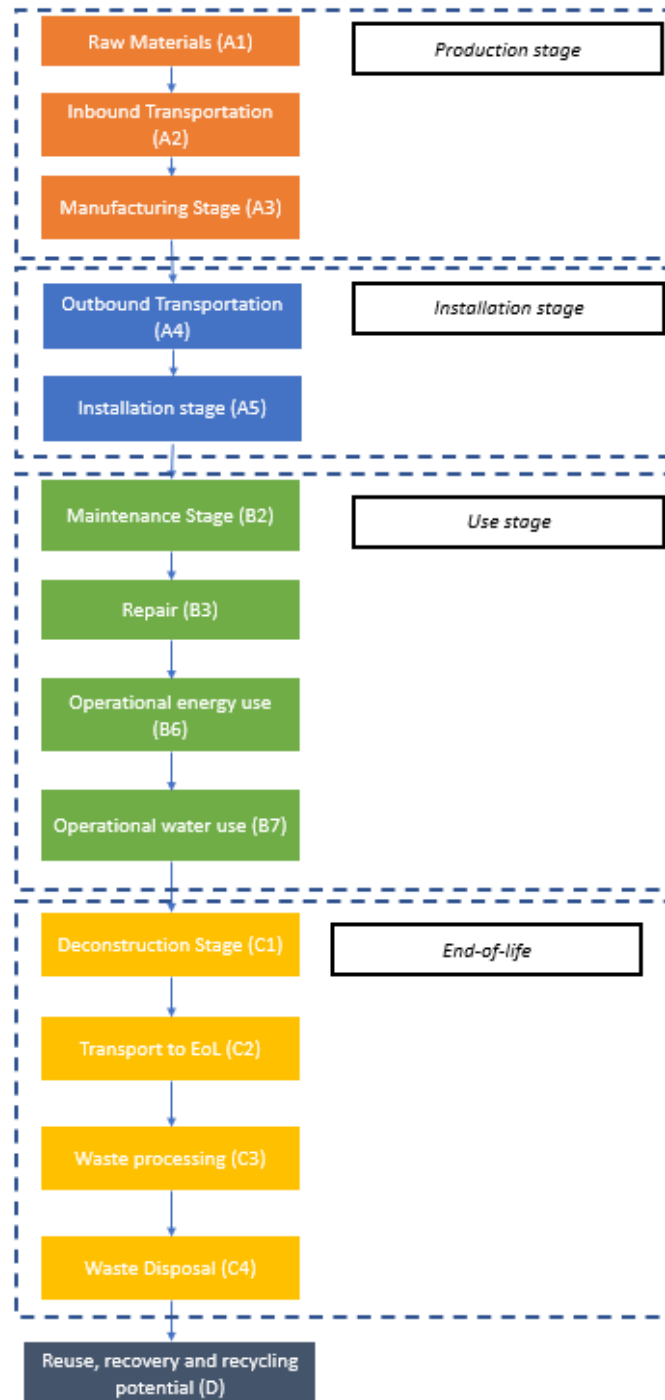 Raw Materials (A1)
Production stage
Inbound Transportation
(A2)
Manufacturing Stage (A3)
Outbound Transportation
(A4)
Installation stage
Installation stage (A5)
Maintenance Stage (B2)
Use stage
Repair (B3)
Operational energy use
(B6)
Operational water use (B7)
Deconstruction Stage (C1)
End-of-life
Transport to EoL (C2)
Waste processing (C3)
Waste Disposal (C4)
Reuse, recovery and recycling
potential (D)